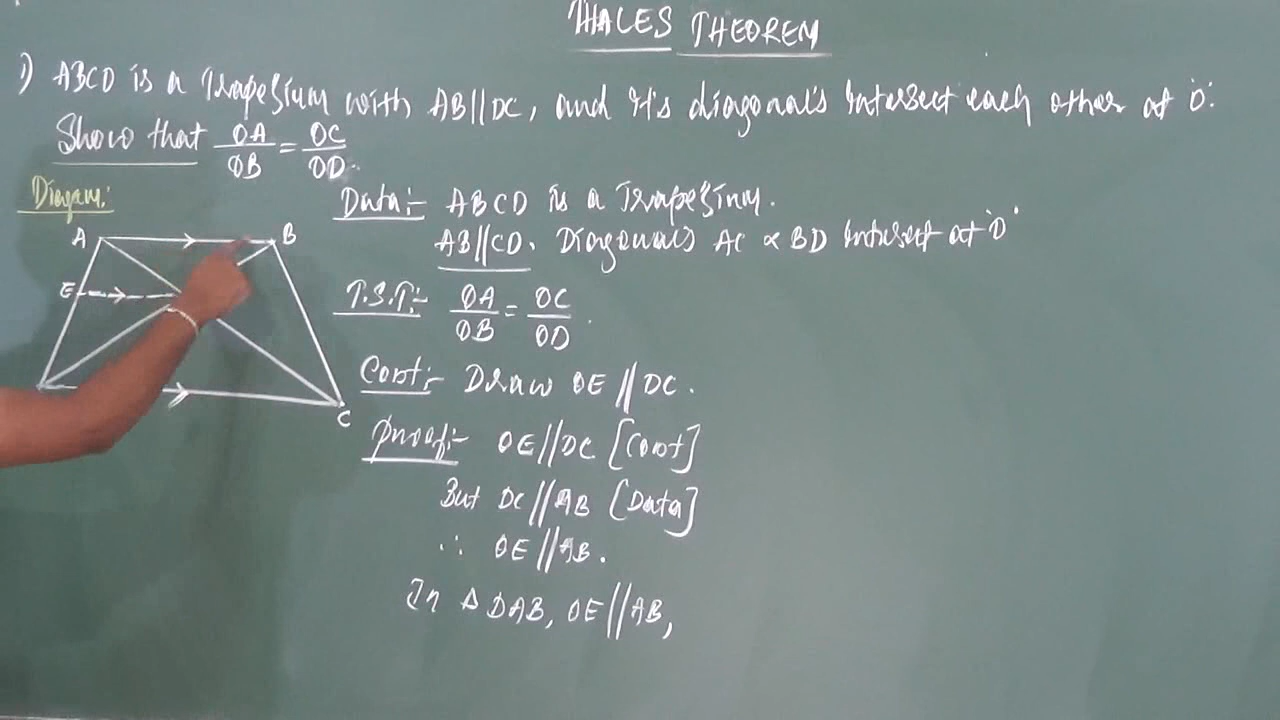 THALES THEOREM
1) ABCD is a Trapezium with AB//DC, and it's diagonal's intersect each other at 'O'.
Show that OA/OB = OC/OD.
Diagram:
Data:- ABCD is a Trapezium.
AB//CD. Diagonals AC & BD intersect at 'O'
T.S.T:- OA/OB = OC/OD.
Const:- Draw OE // DC.
Proof:- OE//DC [Const]
But DC//AB [Data]
∴ OE//AB.
In Δ DAB, OE//AB,
A
B
E
C